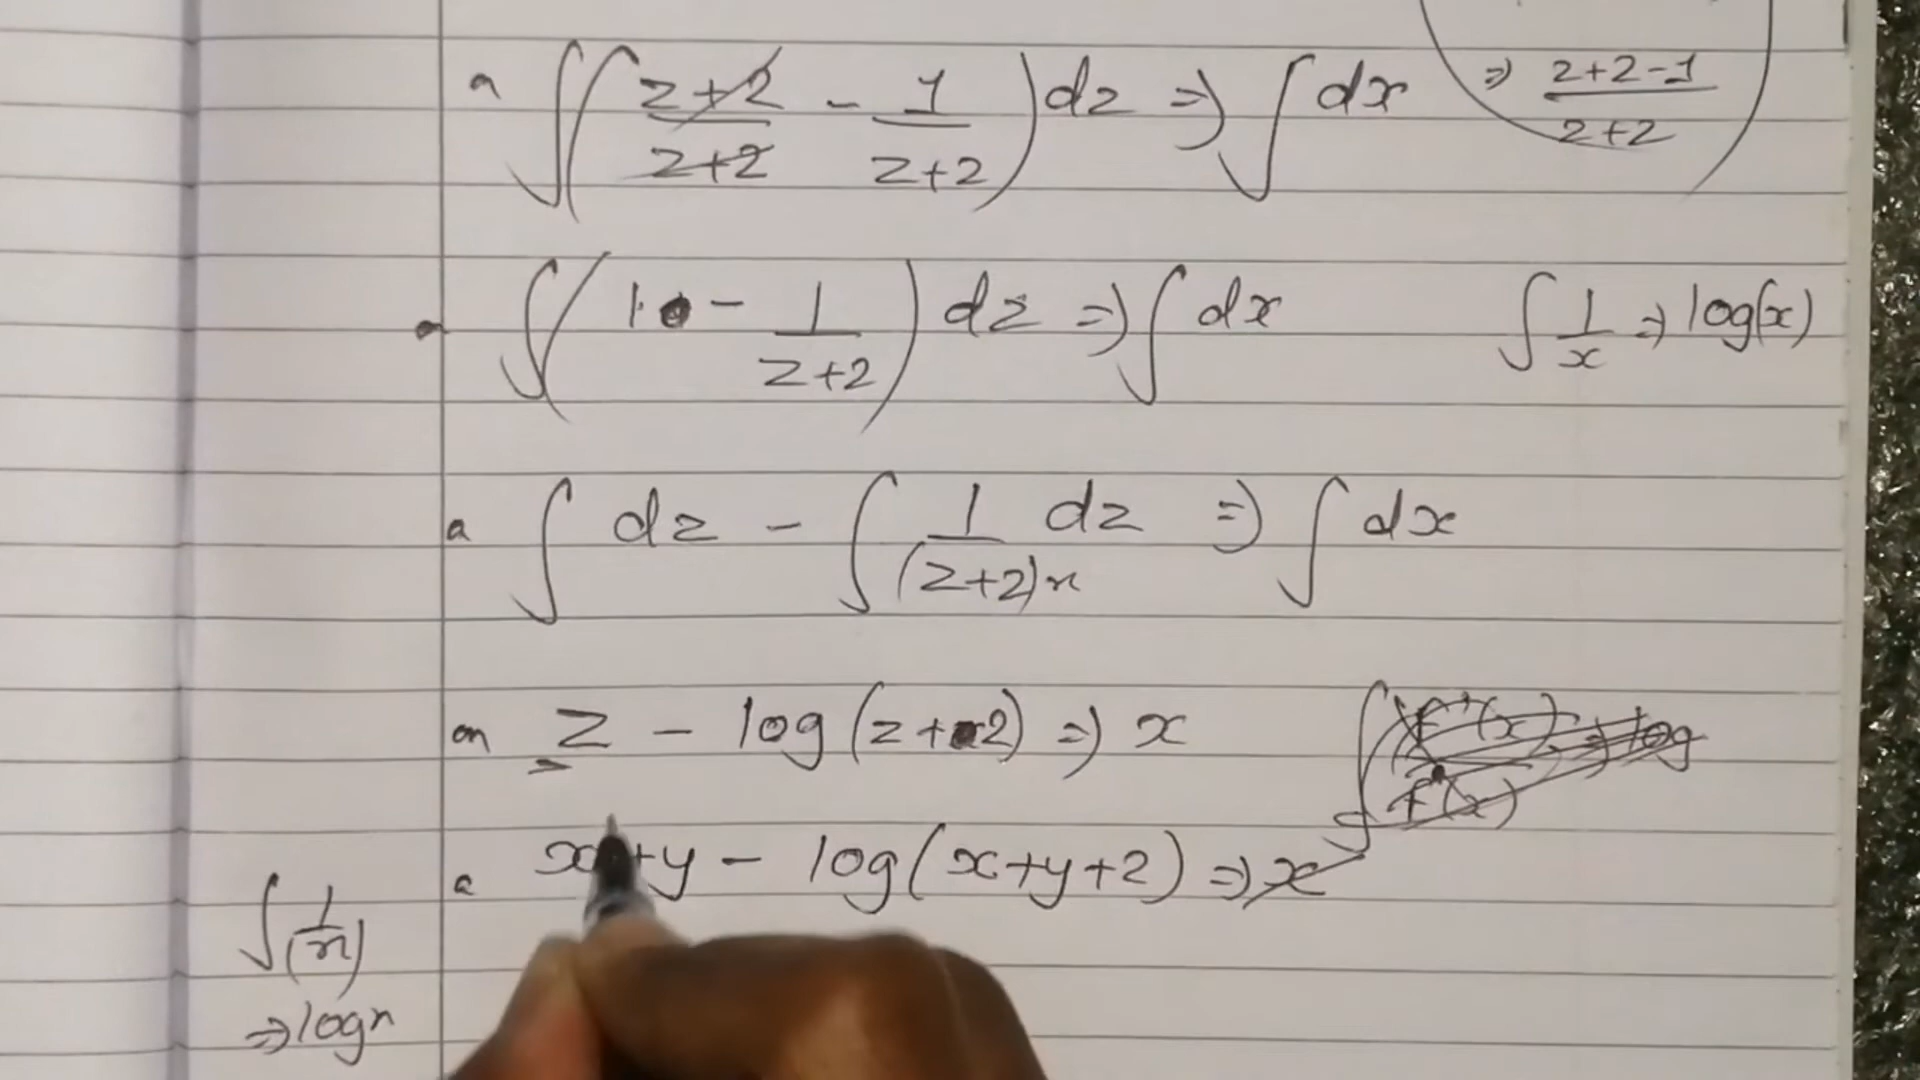 a ∫( z+2/z+2 - 1/z+2 ) dz ⇒ ∫ dx
⇒ z+2-1/z+2
a ∫( 1 - 1/z+2 ) dz ⇒ ∫ dx
∫ 1/x ⇒ log(x)
a ∫ dz - ∫ 1/(z+2)n dz ⇒ ∫ dx
on z - log(z+2) ⇒ x
a x+y - log(x+y+2) ⇒ x
∫ 1/(n)
⇒ log n